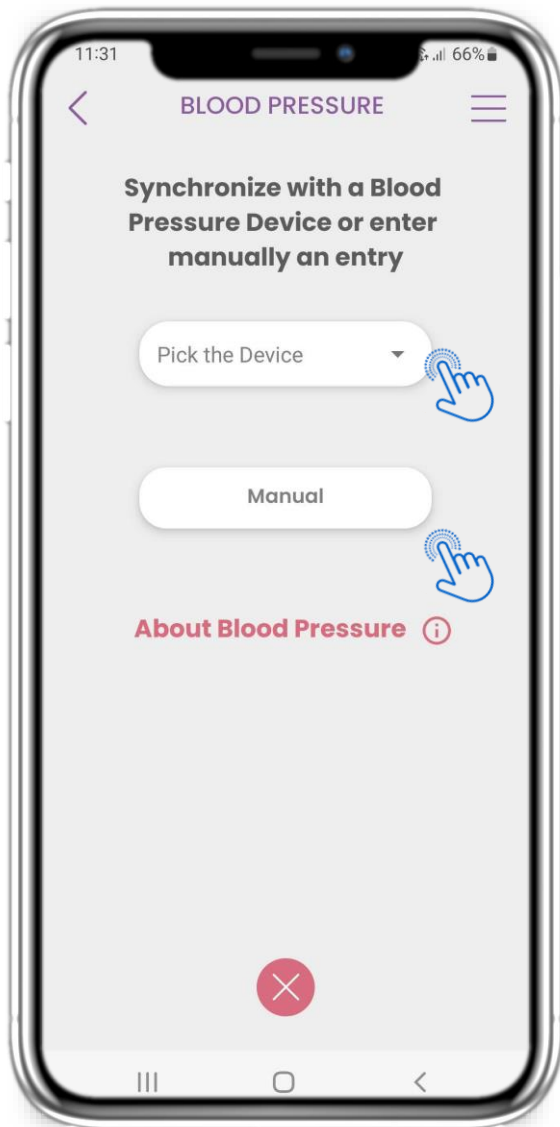 11:31 66%
BLOOD PRESSURE
Synchronize with a Blood
Pressure Device or enter
manually an entry
Pick the Device
Manual
About Blood Pressure